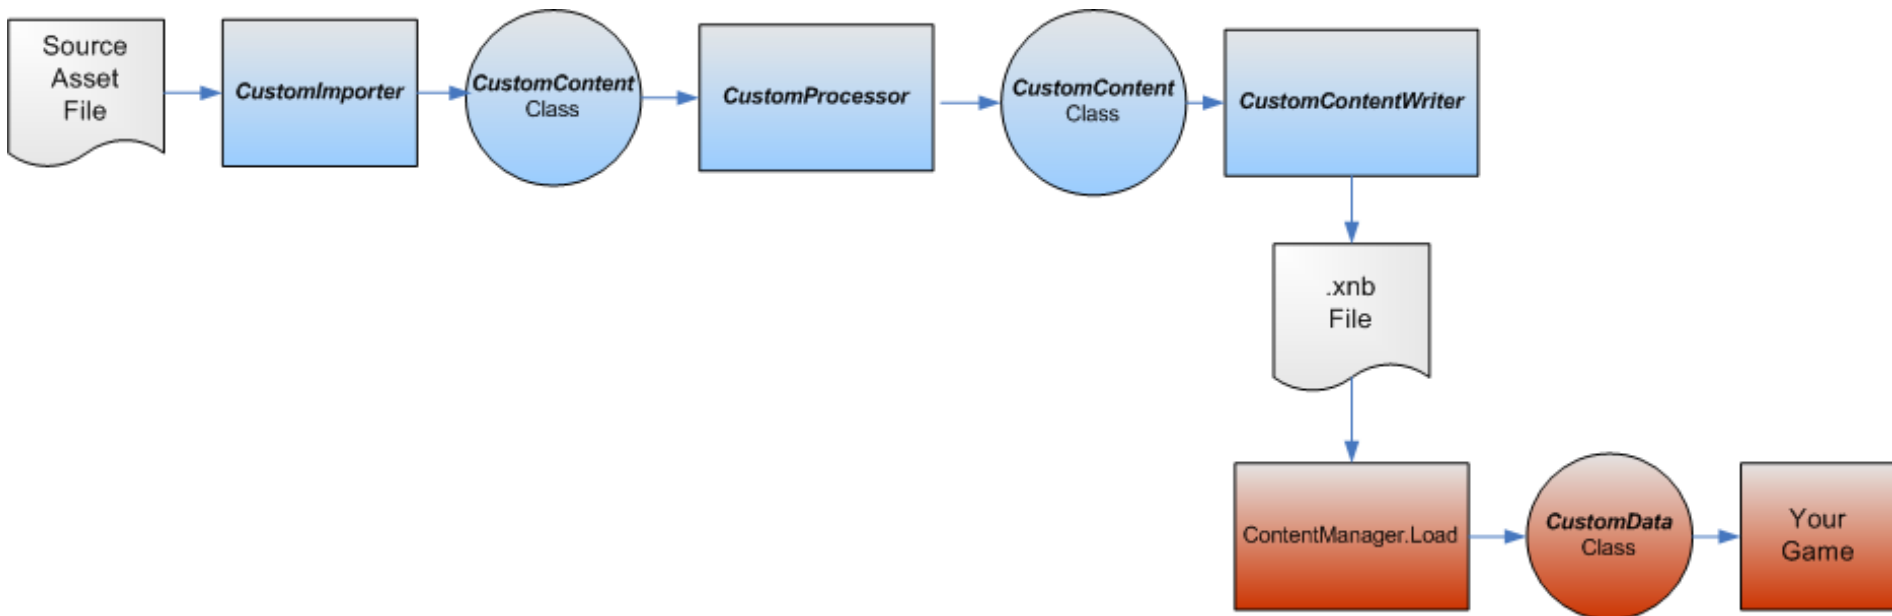 Source
Asset
File
CustomImporter
CustomContent
Class
CustomProcessor
CustomContent
Class
CustomContentWriter
.xnb
File
ContentManager.Load
CustomData
Class
Your
Game